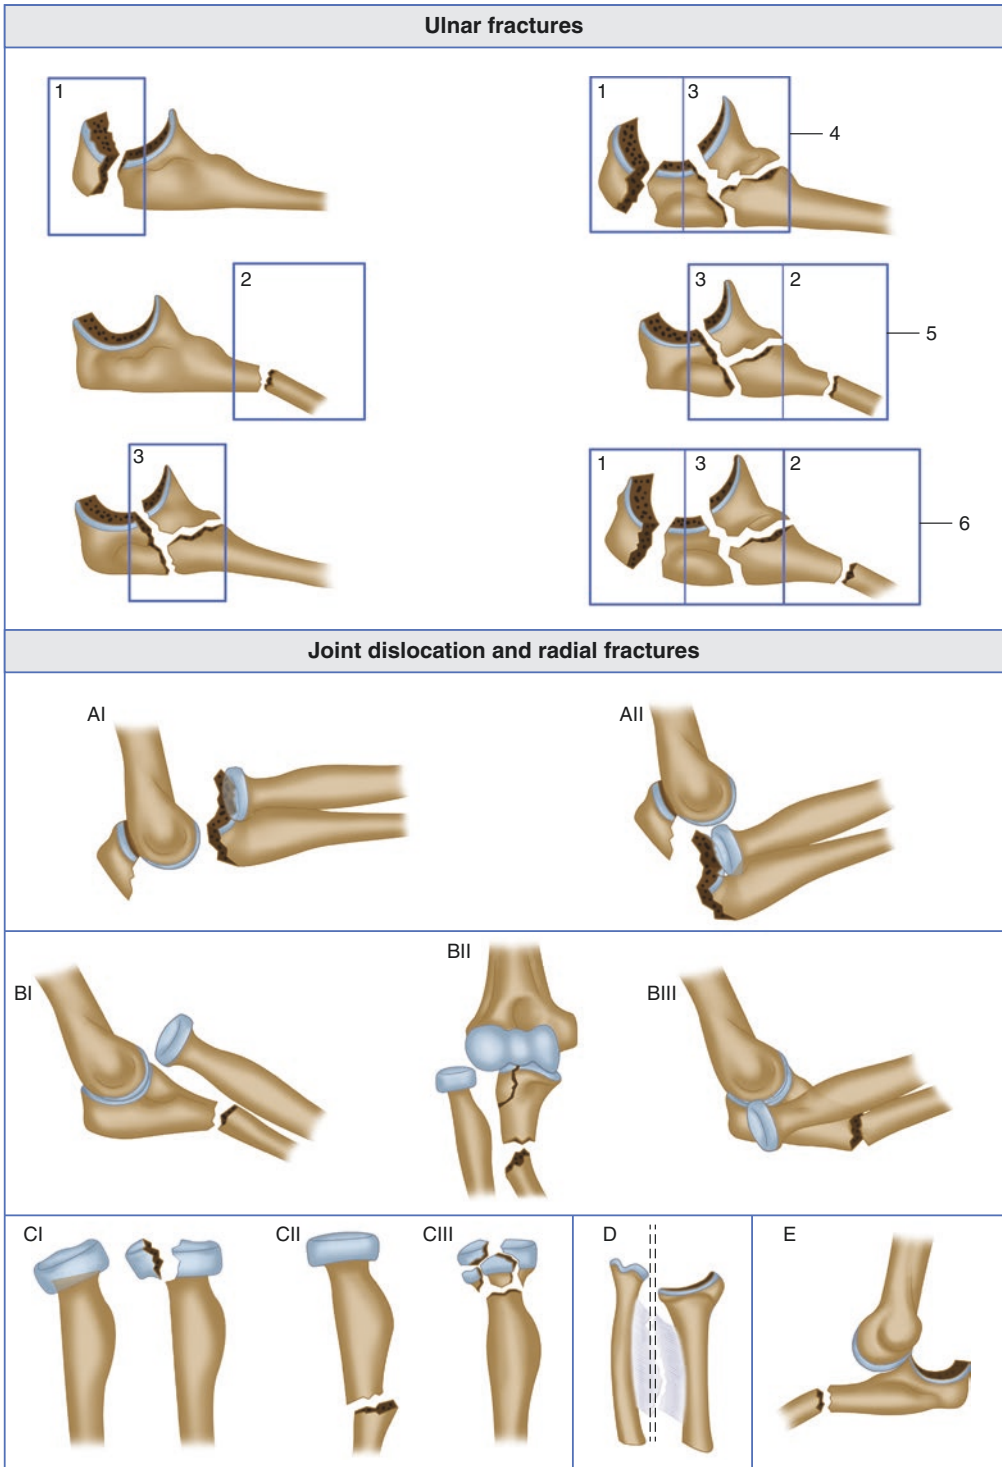 Ulnar fractures
1
1 3
4
2
3 2
5
3
1 3 2
6
Joint dislocation and radial fractures
AI
AII
BI
BII
BIII
CI
CII
CIII
D
E